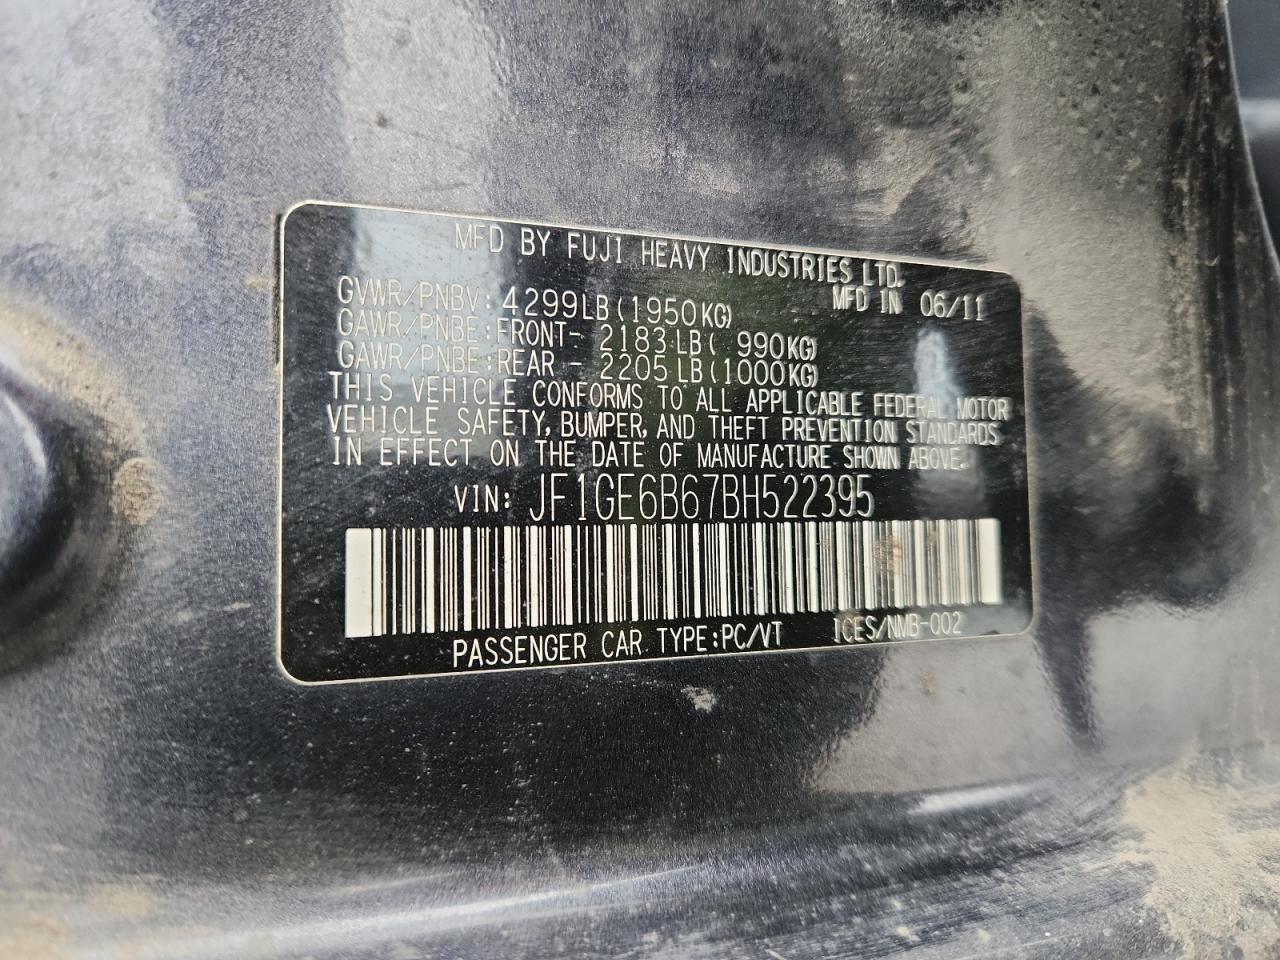 MFD BY FUJI HEAVY INDUSTRIES LTD.
MFD IN 06/11
GVWR/PNBV: 4299LB(1950KG)
GAWR/PNBE:FRONT- 2183LB( 990KG)
GAWR/PNBE:REAR - 2205LB(1000KG)
THIS VEHICLE CONFORMS TO ALL APPLICABLE FEDERAL MOTOR
VEHICLE SAFETY, BUMPER, AND THEFT PREVENTION STANDARDS
IN EFFECT ON THE DATE OF MANUFACTURE SHOWN ABOVE.
VIN: JF1GE6B67BH522395
PASSENGER CAR TYPE:PC/VT ICES/NMB-002